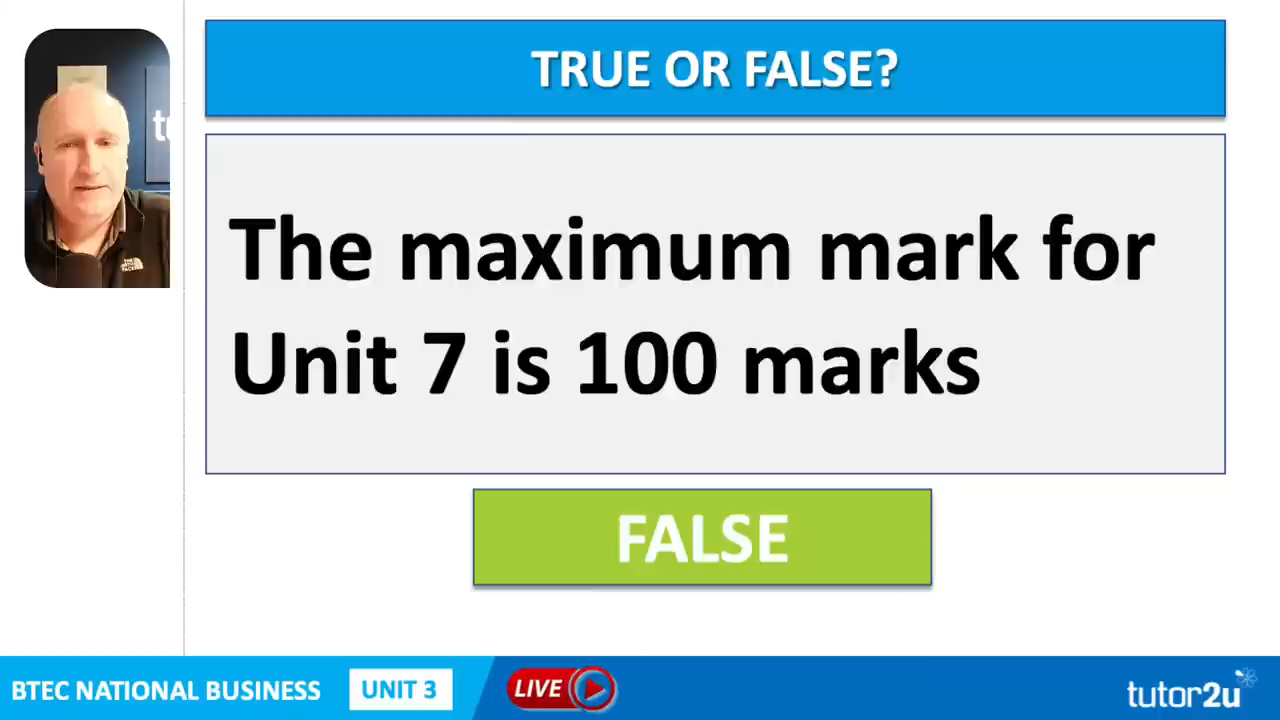 TRUE OR FALSE?
The maximum mark for
Unit 7 is 100 marks
FALSE
BTEC NATIONAL BUSINESS
UNIT 3
LIVE
tutor2u